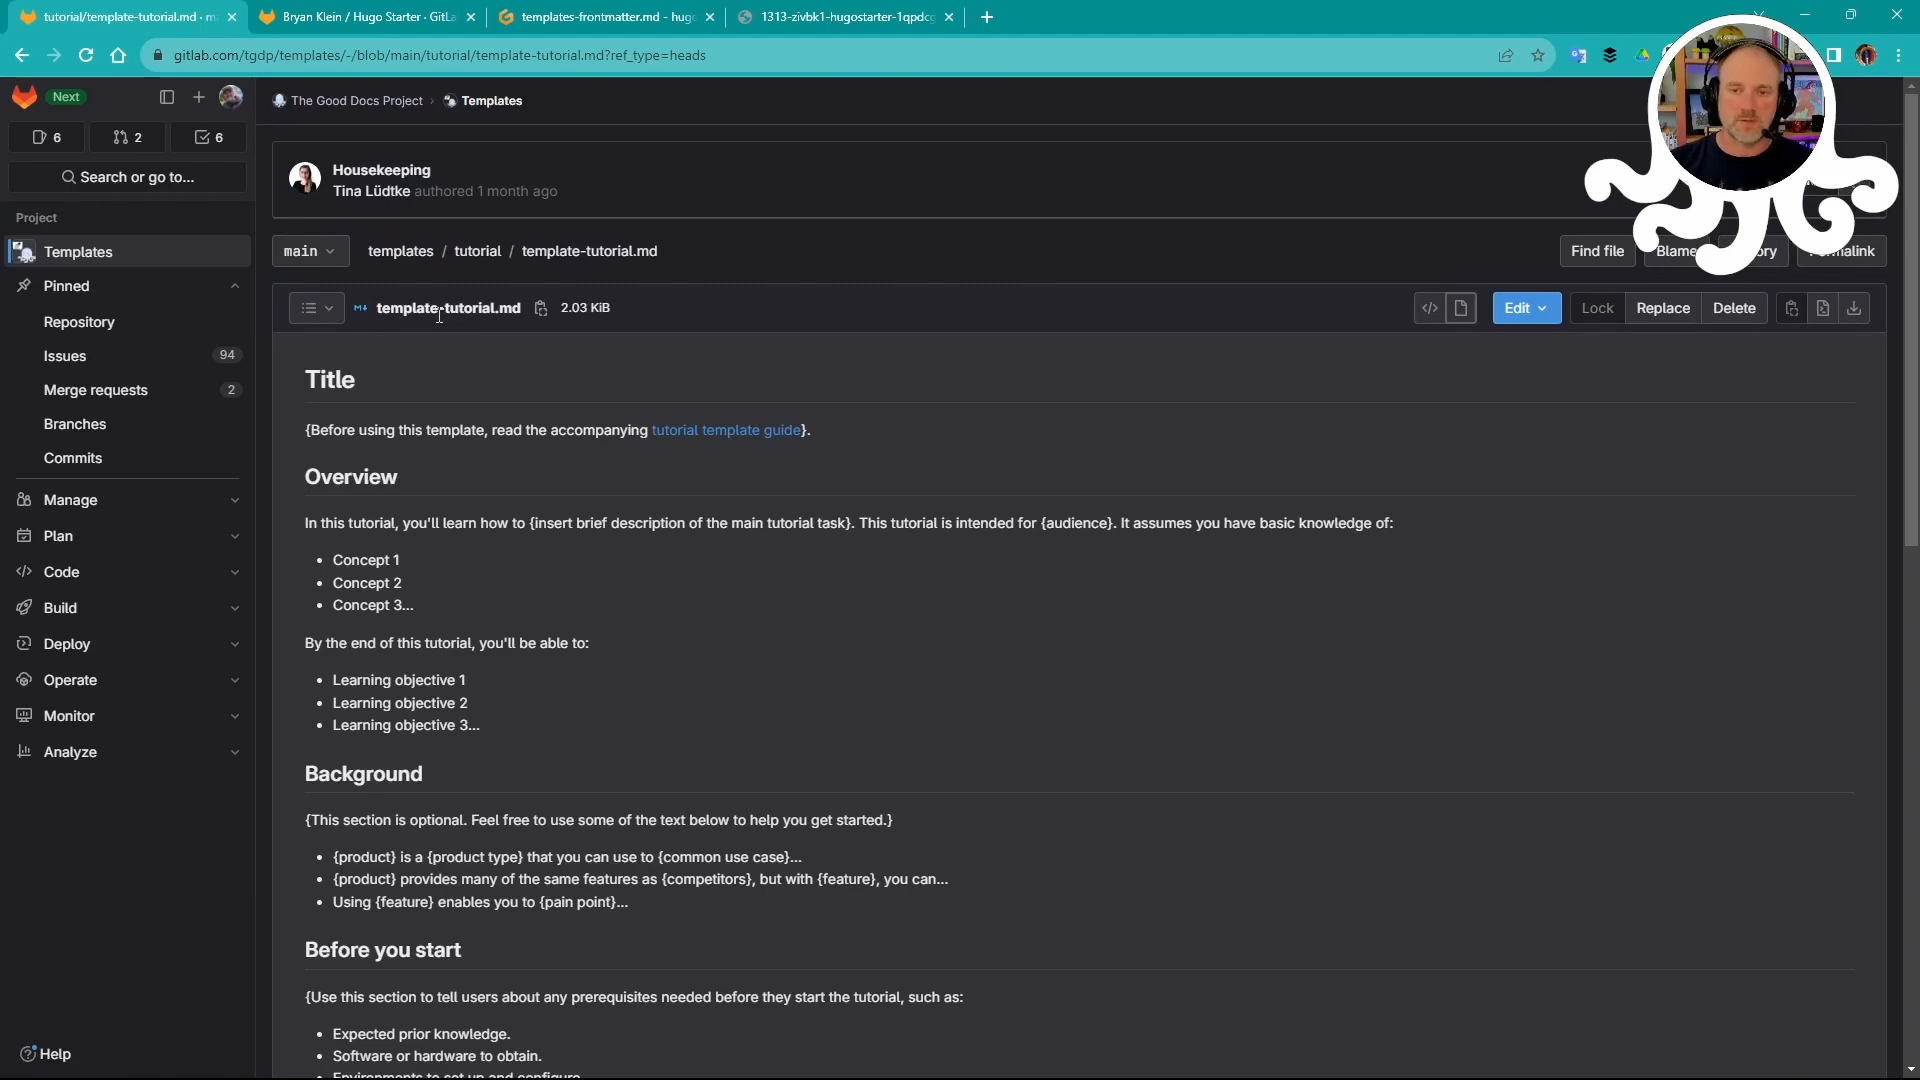 tutorial/template-tutorial.md · m
Bryan Klein / Hugo Starter · GitLa
templates-frontmatter.md - hug
1313-zivbk1-hugostarter-1qpdcg
gitlab.com/tgdp/templates/-/blob/main/tutorial/template-tutorial.md?ref_type=heads
Next
6
2
6
Search or go to...
Project
Templates
Pinned
Repository
Issues 94
Merge requests 2
Branches
Commits
Manage
Plan
Code
Build
Deploy
Operate
Monitor
Analyze
Help
The Good Docs Project › Templates
Housekeeping
Tina Lüdtke authored 1 month ago
main
templates / tutorial / template-tutorial.md
Find file
Blame
ory
malink
template-tutorial.md 2.03 KiB
Edit
Lock
Replace
Delete
Title
{Before using this template, read the accompanying tutorial template guide}.
Overview
In this tutorial, you'll learn how to {insert brief description of the main tutorial task}. This tutorial is intended for {audience}. It assumes you have basic knowledge of:
• Concept 1
• Concept 2
• Concept 3...
By the end of this tutorial, you'll be able to:
• Learning objective 1
• Learning objective 2
• Learning objective 3...
Background
{This section is optional. Feel free to use some of the text below to help you get started.}
• {product} is a {product type} that you can use to {common use case}...
• {product} provides many of the same features as {competitors}, but with {feature}, you can...
• Using {feature} enables you to {pain point}...
Before you start
{Use this section to tell users about any prerequisites needed before they start the tutorial, such as:
• Expected prior knowledge.
• Software or hardware to obtain.
• Environments to set up and configure